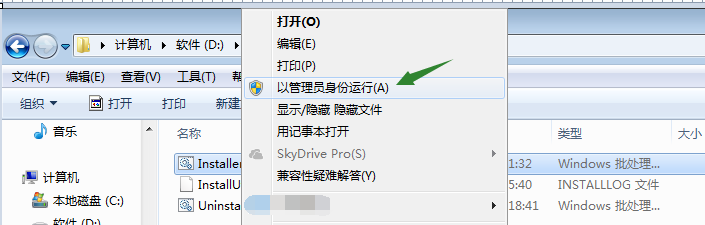 打开(O)
计算机 ▸ 软件 (D:) ▸
编辑(E)
打印(P)
文件(F) 编辑(E) 查看(V) 工具(T)
以管理员身份运行(A)
组织 打开 打印 新建
显示/隐藏 隐藏文件
用记事本打开
音乐
名称
类型
大小
SkyDrive Pro(S)
Installe
1:32
Windows 批处理...
计算机
兼容性疑难解答(Y)
InstallU
5:40
INSTALLLOG 文件
本地磁盘 (C:)
Uninst
18:41
Windows 批处理...
软件 (D:)